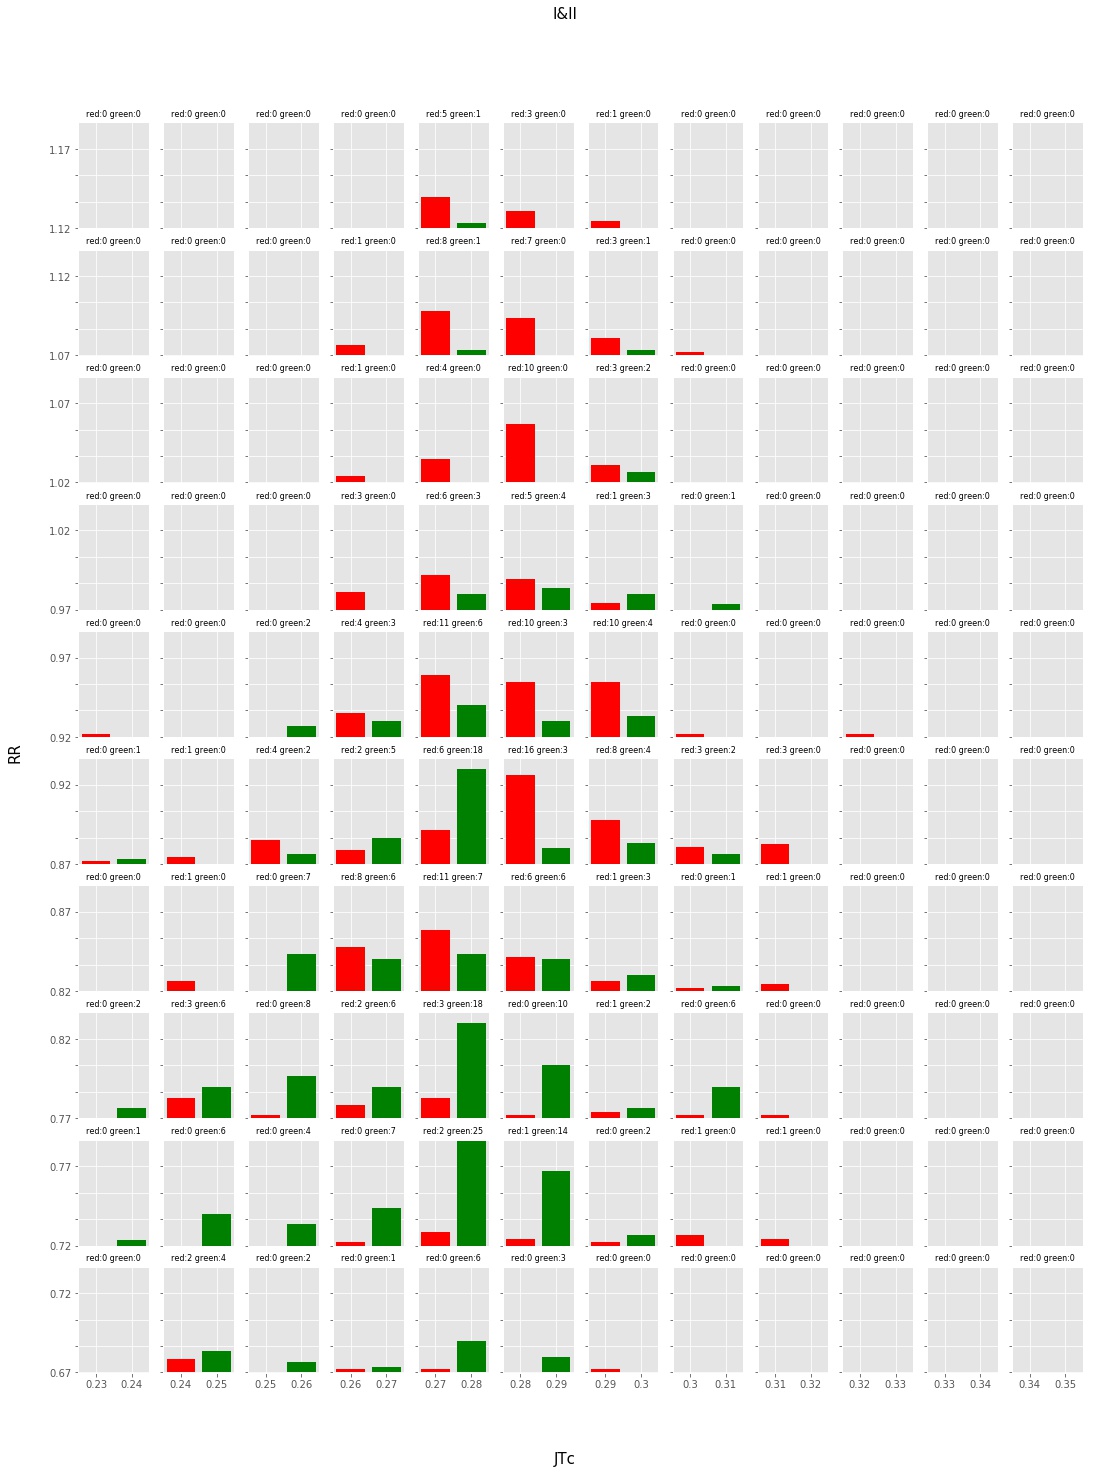 I&II
red:0 green:0 red:0 green:0 red:0 green:0 red:0 green:0 red:5 green:1 red:3 green:0 red:1 green:0 red:0 green:0 red:0 green:0 red:0 green:0 red:0 green:0 red:0 green:0
1.17
1.12
red:0 green:0 red:0 green:0 red:0 green:0 red:1 green:0 red:8 green:1 red:7 green:0 red:3 green:1 red:0 green:0 red:0 green:0 red:0 green:0 red:0 green:0 red:0 green:0
1.12
1.07
red:0 green:0 red:0 green:0 red:0 green:0 red:1 green:0 red:4 green:0 red:10 green:0 red:3 green:2 red:0 green:0 red:0 green:0 red:0 green:0 red:0 green:0 red:0 green:0
1.07
1.02
red:0 green:0 red:0 green:0 red:0 green:0 red:3 green:0 red:6 green:3 red:5 green:4 red:1 green:3 red:0 green:1 red:0 green:0 red:0 green:0 red:0 green:0 red:0 green:0
1.02
0.97
red:0 green:0 red:0 green:0 red:0 green:2 red:4 green:3 red:11 green:6 red:10 green:3 red:10 green:4 red:0 green:0 red:0 green:0 red:0 green:0 red:0 green:0 red:0 green:0
0.97
0.92
RR
red:0 green:1 red:1 green:0 red:4 green:2 red:2 green:5 red:6 green:18 red:16 green:3 red:8 green:4 red:3 green:2 red:3 green:0 red:0 green:0 red:0 green:0 red:0 green:0
0.92
0.87
red:0 green:0 red:1 green:0 red:0 green:7 red:8 green:6 red:11 green:7 red:6 green:6 red:1 green:3 red:0 green:1 red:1 green:0 red:0 green:0 red:0 green:0 red:0 green:0
0.87
0.82
red:0 green:2 red:3 green:6 red:0 green:8 red:2 green:6 red:3 green:18 red:0 green:10 red:1 green:2 red:0 green:6 red:0 green:0 red:0 green:0 red:0 green:0 red:0 green:0
0.82
0.77
red:0 green:1 red:0 green:6 red:0 green:4 red:0 green:7 red:2 green:25 red:1 green:14 red:0 green:2 red:1 green:0 red:1 green:0 red:0 green:0 red:0 green:0 red:0 green:0
0.77
0.72
red:0 green:0 red:2 green:4 red:0 green:2 red:0 green:1 red:0 green:6 red:0 green:3 red:0 green:0 red:0 green:0 red:0 green:0 red:0 green:0 red:0 green:0 red:0 green:0
0.72
0.67
0.23 0.24 0.24 0.25 0.25 0.26 0.26 0.27 0.27 0.28 0.28 0.29 0.29 0.3 0.3 0.31 0.31 0.32 0.32 0.33 0.33 0.34 0.34 0.35
JTc